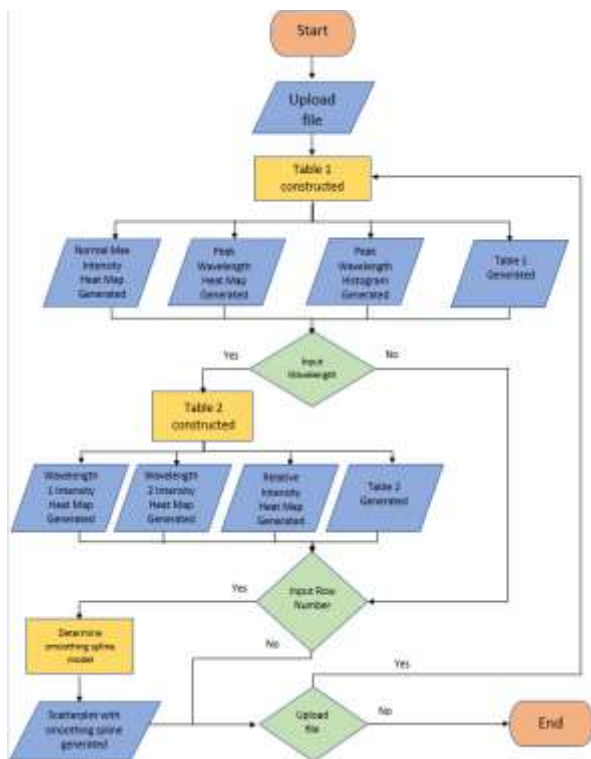 Start
Upload
file
Table 1
constructed
Normal Max
Intensity
Heat Map
Generated
Peak
Wavelength
Heat Map
Generated
Peak
Wavelength
Histogram
Generated
Table 1
Generated
Yes
Input
Wavelength
No
Table 2
constructed
Wavelength
1 Intensity
Heat Map
Generated
Wavelength
2 Intensity
Heat Map
Generated
Relative
Intensity
Heat Map
Generated
Table 2
Generated
Yes
Input Row
Number
No
Determine
smoothing spline
model
Yes
Scatterplot with
smoothing spline
generated
Upload
file
No
End